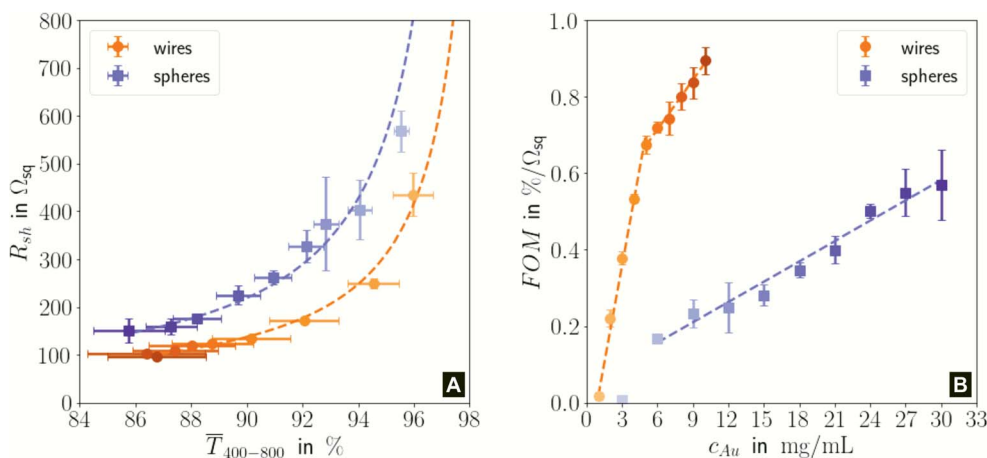 800
700
600
500
400
300
200
100
0
R_sh in Ω_sq
wires
spheres
A
84 86 88 90 92 94 96 98
T̅_400−800 in %
1.0
0.8
0.6
0.4
0.2
0.0
FOM in %/Ω_sq
wires
spheres
B
0 3 6 9 12 15 18 21 24 27 30 33
c_Au in mg/mL